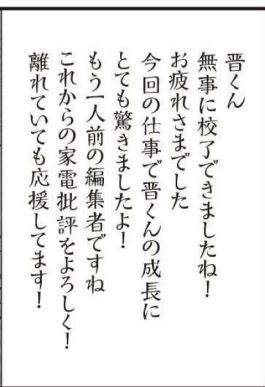 晋くん
無事に校了できましたね！
お疲れさまでした
今回の仕事で晋くんの成長に
とても驚きましたよ！
もう一人前の編集者ですね
これからの家電批評をよろしく！
離れていても応援してます！